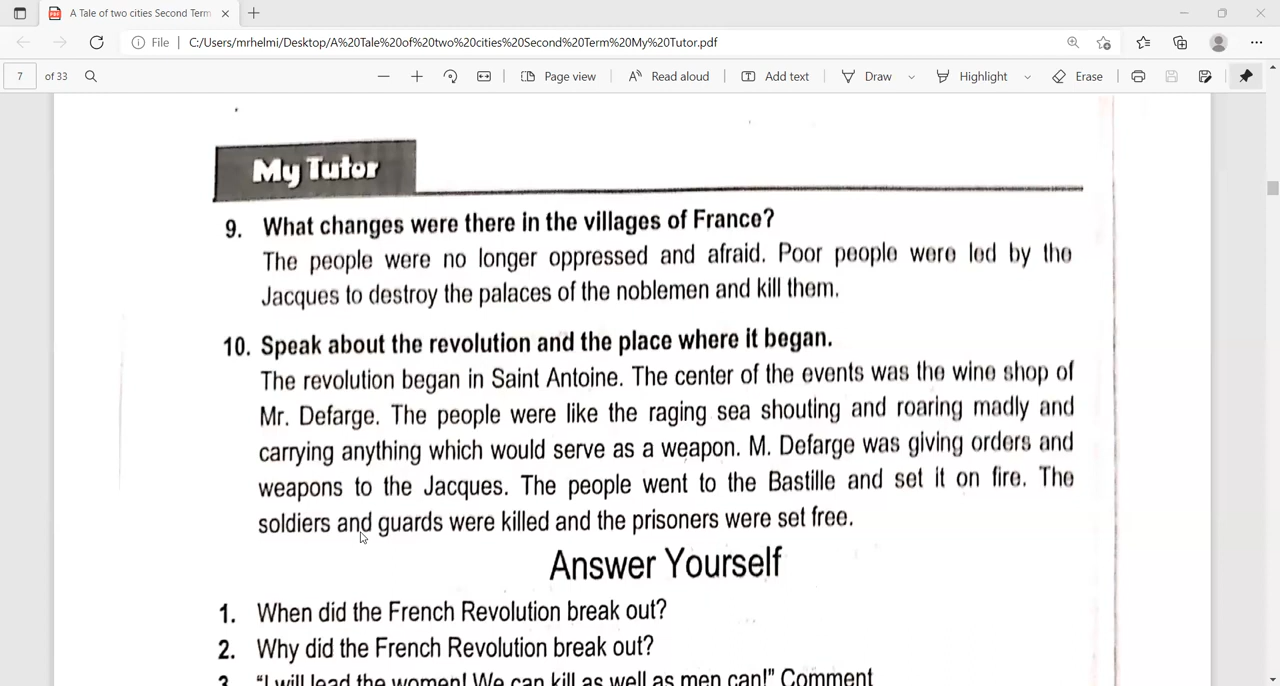 A Tale of two cities Second Term
File
C:/Users/mrhelmi/Desktop/A%20Tale%20of%20two%20cities%20Second%20Term%20My%20Tutor.pdf
7 of 33 Page view Read aloud Add text Draw Highlight Erase
My Tutor
9. What changes were there in the villages of France?
The people were no longer oppressed and afraid. Poor people were led by the
Jacques to destroy the palaces of the noblemen and kill them.
10. Speak about the revolution and the place where it began.
The revolution began in Saint Antoine. The center of the events was the wine shop of
Mr. Defarge. The people were like the raging sea shouting and roaring madly and
carrying anything which would serve as a weapon. M. Defarge was giving orders and
weapons to the Jacques. The people went to the Bastille and set it on fire. The
soldiers and guards were killed and the prisoners were set free.
Answer Yourself
1. When did the French Revolution break out?
2. Why did the French Revolution break out?
3. "I will lead the women! We can kill as well as men can!" Comment